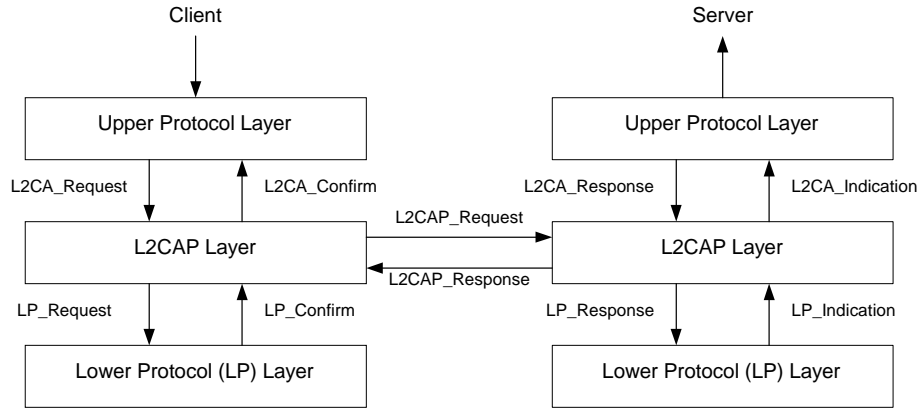 Client
Server
Upper Protocol Layer
Upper Protocol Layer
L2CA_Request
L2CA_Confirm
L2CA_Response
L2CA_Indication
L2CAP_Request
L2CAP Layer
L2CAP Layer
L2CAP_Response
LP_Request
LP_Confirm
LP_Response
LP_Indication
Lower Protocol (LP) Layer
Lower Protocol (LP) Layer